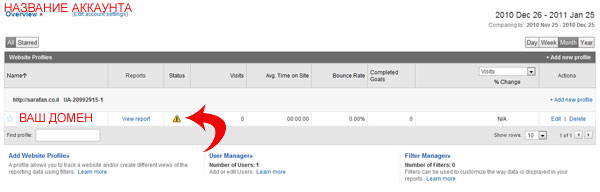 НАЗВАНИЕ АККАУНТА
Overview » (Edit account settings)
2010 Dec 26 - 2011 Jan 25
Comparing to: 2010 Nov 25 - 2010 Dec 25
All Starred
Day Week Month Year
Website Profiles
+ Add new profile
Name↑ Reports Status Visits Avg. Time on Site Bounce Rate Completed Goals Visits % Change Actions
http://sarafan.co.il UA-20992915-1
+ Add new profile
ВАШ ДОМЕН View report 0 00:00:00 0.00% 0 N/A Edit | Delete
Find profile:
Show rows: 10 1 of 1
Add Website Profile»
A profile allows you to track a website and/or create different views of the reporting data using filters. Learn more
User Manager»
Number of Users: 1
Add or edit Users. Learn more
Filter Manager»
Number of Filters: 0
Filters can be used to customize the way data is displayed in your reports. Learn more